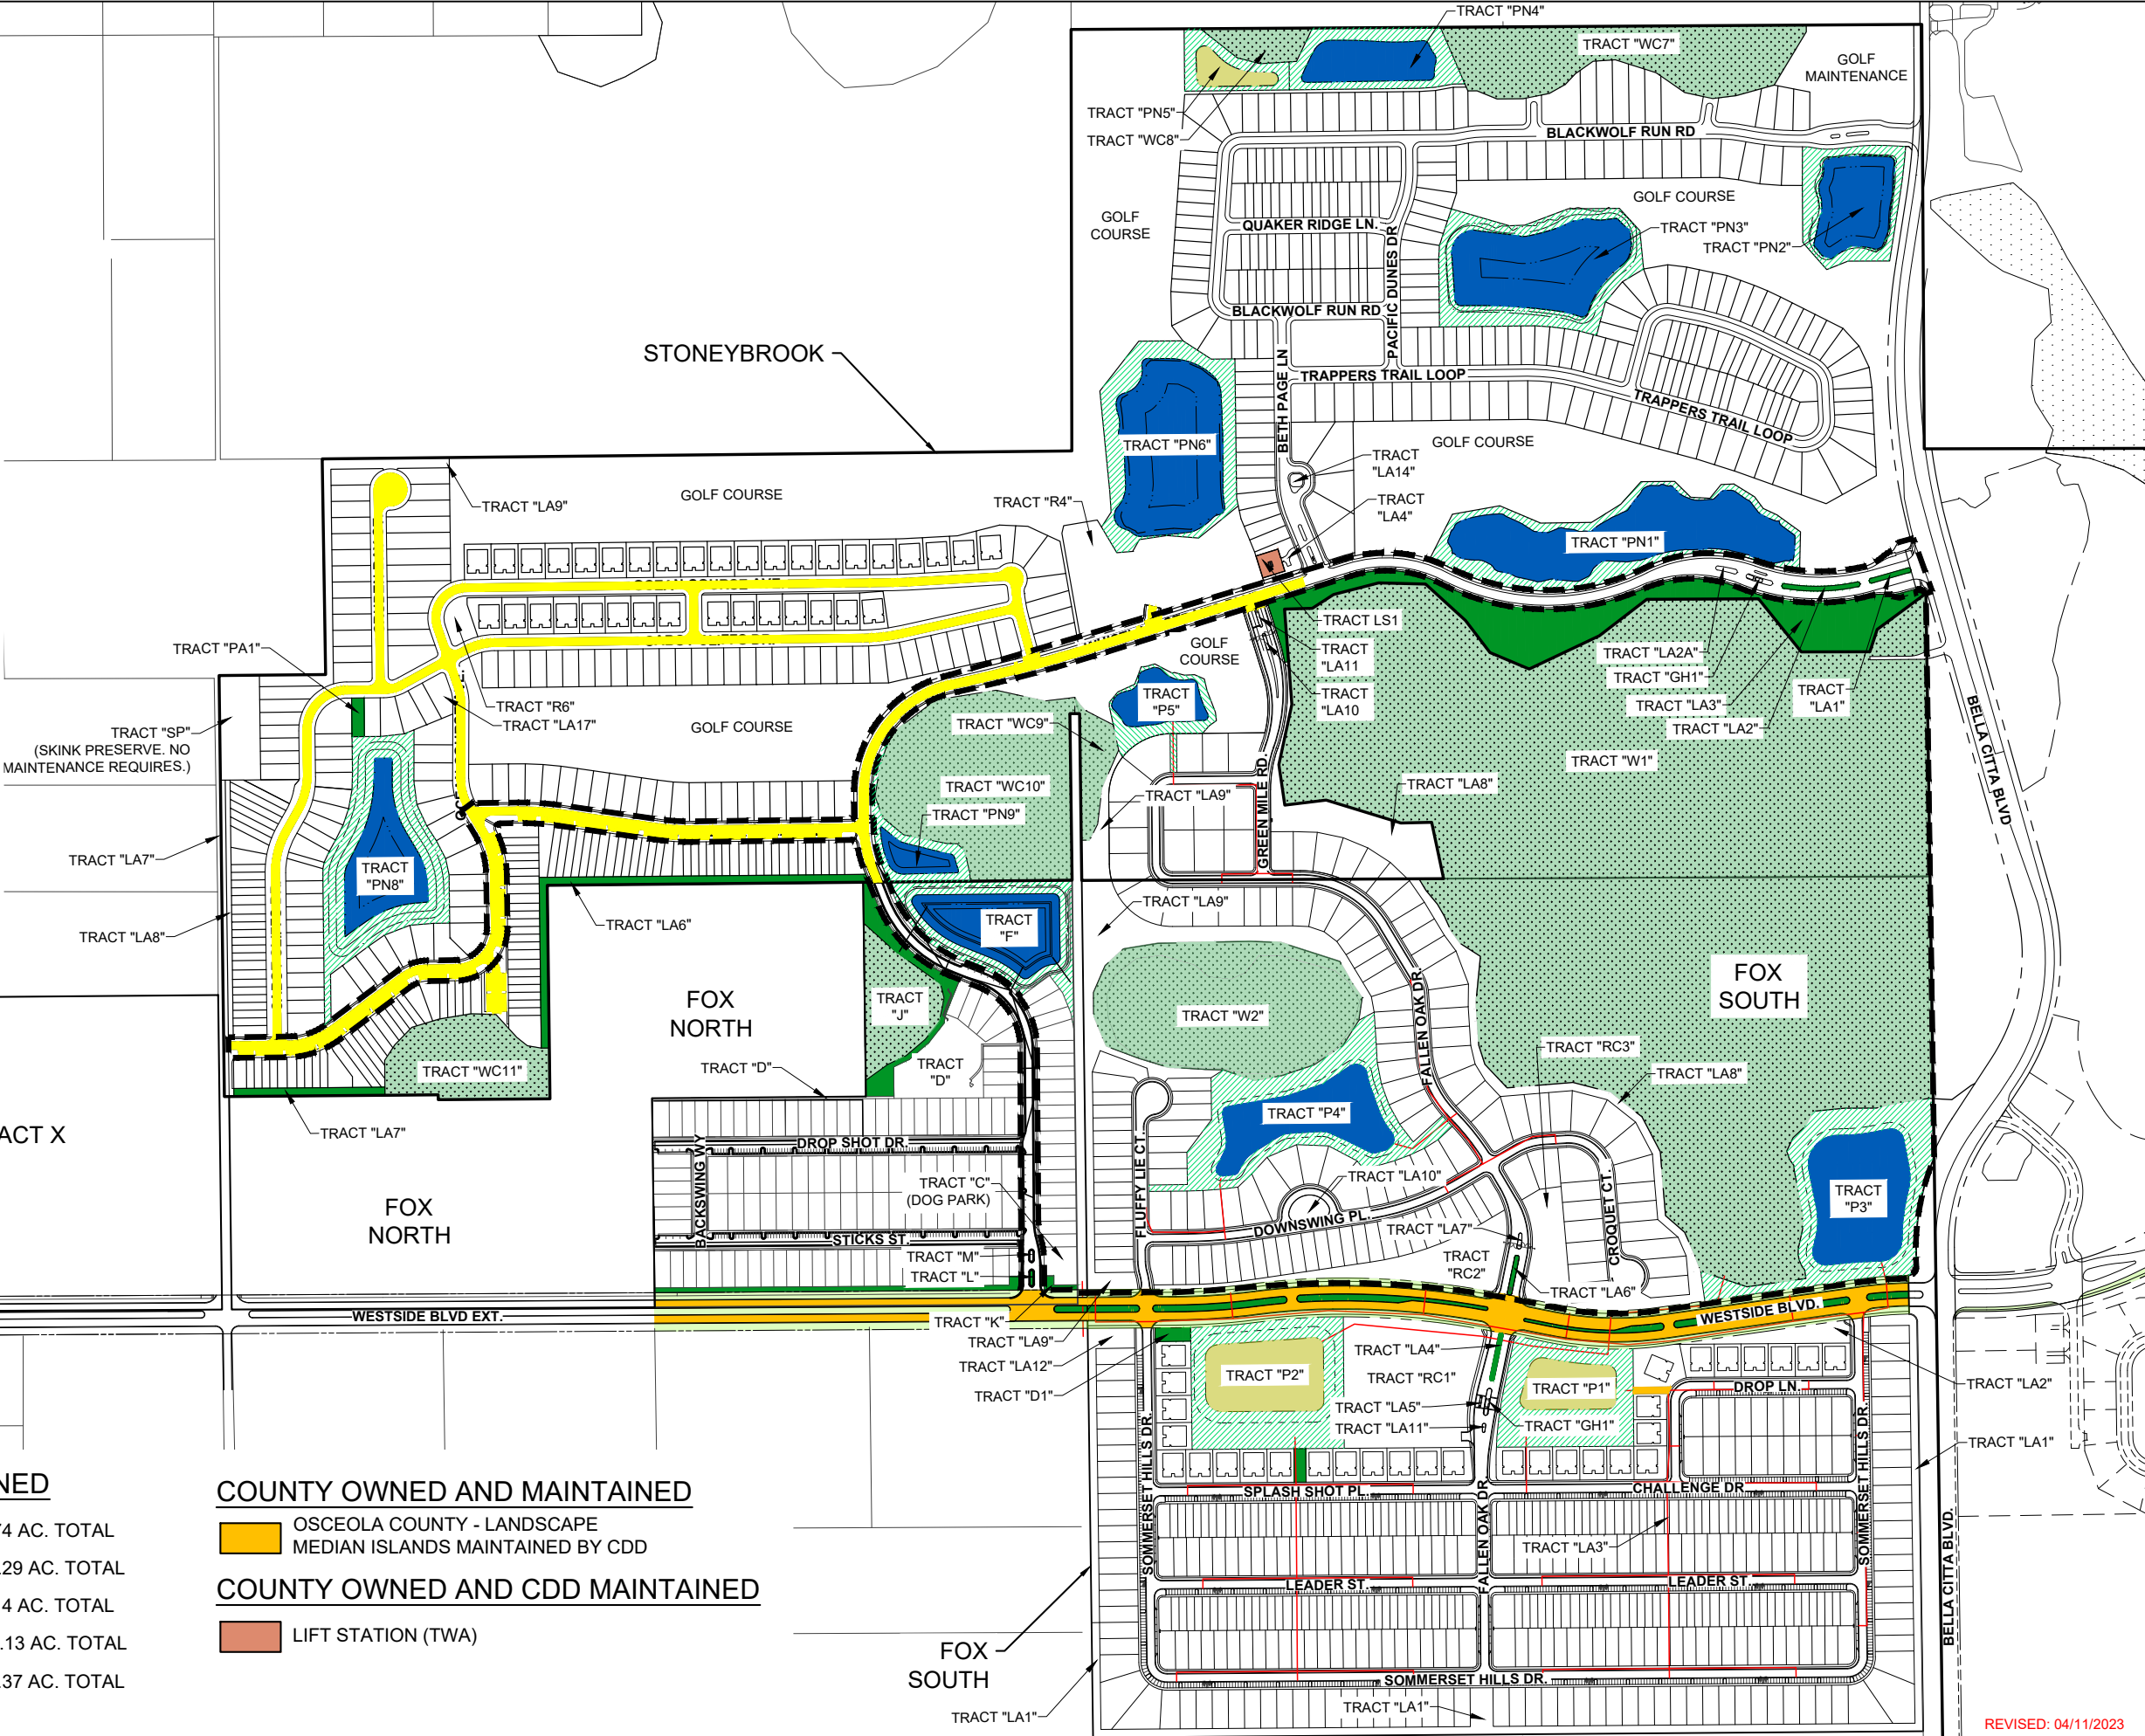 TRACT "PN4"
TRACT "WC7"
GOLF
MAINTENANCE
TRACT "PN5"
TRACT "WC8"
BLACKWOLF RUN RD
GOLF COURSE
GOLF
COURSE
QUAKER RIDGE LN.
TRACT "PN3"
TRACT "PN2"
PACIFIC DUNES DR
BLACKWOLF RUN RD
STONEYBROOK
BETH PAGE LN
TRAPPERS TRAIL LOOP
TRAPPERS TRAIL LOOP
TRACT "PN6"
GOLF COURSE
TRACT
"LA14"
TRACT "LA9"
GOLF COURSE
TRACT "R4"
TRACT
"LA4"
TRACT "PN1"
TRACT LS1
TRACT "PA1"
GOLF
COURSE
TRACT
"LA11
TRACT
"LA10
TRACT "LA2A"
TRACT "GH1"
TRACT "LA3"
TRACT "LA2"
TRACT
"LA1"
TRACT "R6"
TRACT "LA17"
GOLF COURSE
TRACT "SP"
(SKINK PRESERVE. NO
MAINTENANCE REQUIRES.)
TRACT
"P5"
TRACT "WC9"
BELLA CITTA BLVD
TRACT "W1"
TRACT "WC10"
TRACT "PN9"
TRACT "LA9"
TRACT "LA8"
GREEN MILE RD.
TRACT "LA7"
TRACT
"PN8"
TRACT "LA8"
TRACT "LA6"
TRACT
"F"
TRACT "LA9"
FOX
NORTH
TRACT
"J"
TRACT "W2"
FALLEN OAK DR.
FOX
SOUTH
TRACT "WC11"
TRACT "D"
TRACT
"D"
TRACT "RC3"
TRACT "LA8"
TRACT "P4"
ACT X
TRACT "LA7"
DROP SHOT DR.
BACKSWING WY
FLUFFY LIE CT.
TRACT "C"
(DOG PARK)
TRACT "LA10"
CROQUET CT.
TRACT
"P3"
FOX
NORTH
DOWNSWING PL.
STICKS ST.
TRACT "LA7"
TRACT "M"
TRACT "L"
TRACT
"RC2"
TRACT "LA6"
WESTSIDE BLVD EXT.
WESTSIDE BLVD.
TRACT "K"
TRACT "LA9"
TRACT "LA12"
TRACT "D1"
TRACT "LA4"
TRACT "P2"
TRACT "RC1"
TRACT "P1"
DROP LN.
TRACT "LA2"
TRACT "LA5"
TRACT "LA11"
TRACT "GH1"
TRACT "LA1"
SOMMERSET HILLS DR.
SOMMERSET HILLS DR.
SPLASH SHOT PL.
CHALLENGE DR.
FALLEN OAK DR.
BELLA CITTA BLVD.
TRACT "LA3"
LEADER ST.
LEADER ST.
SOMMERSET HILLS DR.
FOX
SOUTH
TRACT "LA1"
TRACT "LA1"
NED
74 AC. TOTAL
.29 AC. TOTAL
4 AC. TOTAL
.13 AC. TOTAL
.37 AC. TOTAL
COUNTY OWNED AND MAINTAINED
OSCEOLA COUNTY - LANDSCAPE
MEDIAN ISLANDS MAINTAINED BY CDD
COUNTY OWNED AND CDD MAINTAINED
LIFT STATION (TWA)
REVISED: 04/11/2023